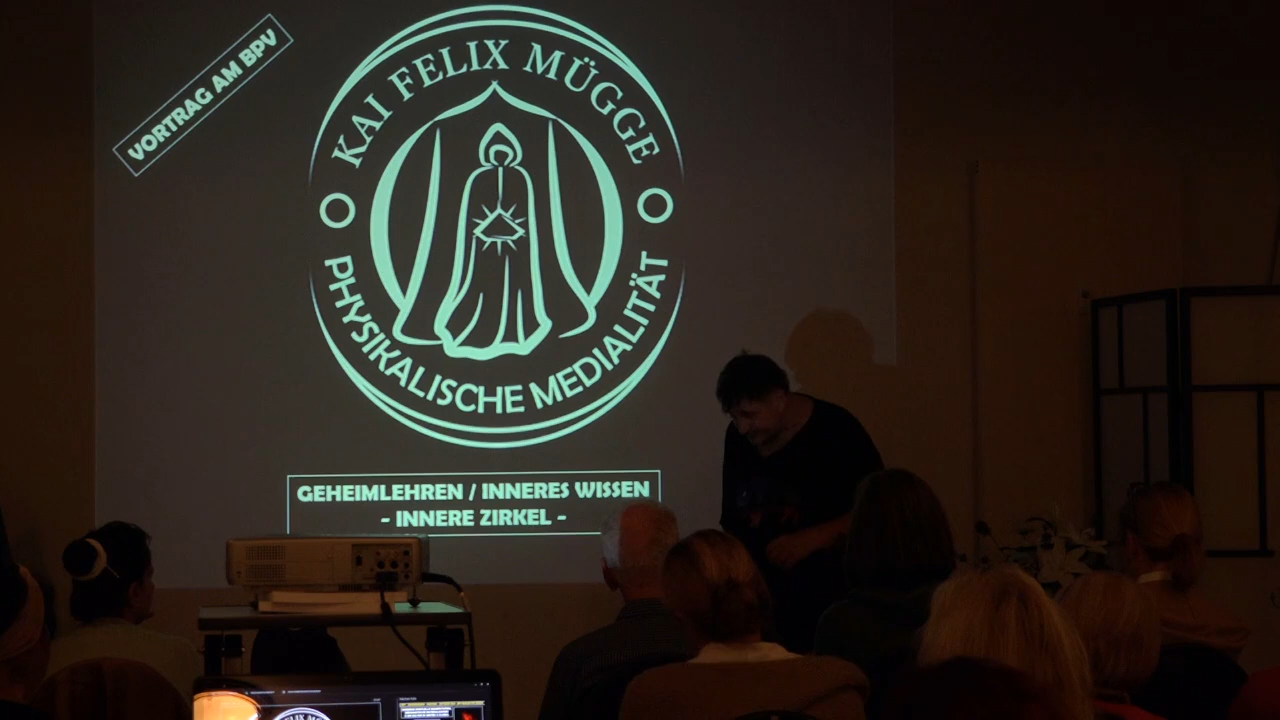 VORTRAG AM BPV
KAI FELIX MÜGGE
PHYSIKALISCHE MEDIALITÄT
GEHEIMLEHREN / INNERES WISSEN
- INNERE ZIRKEL -